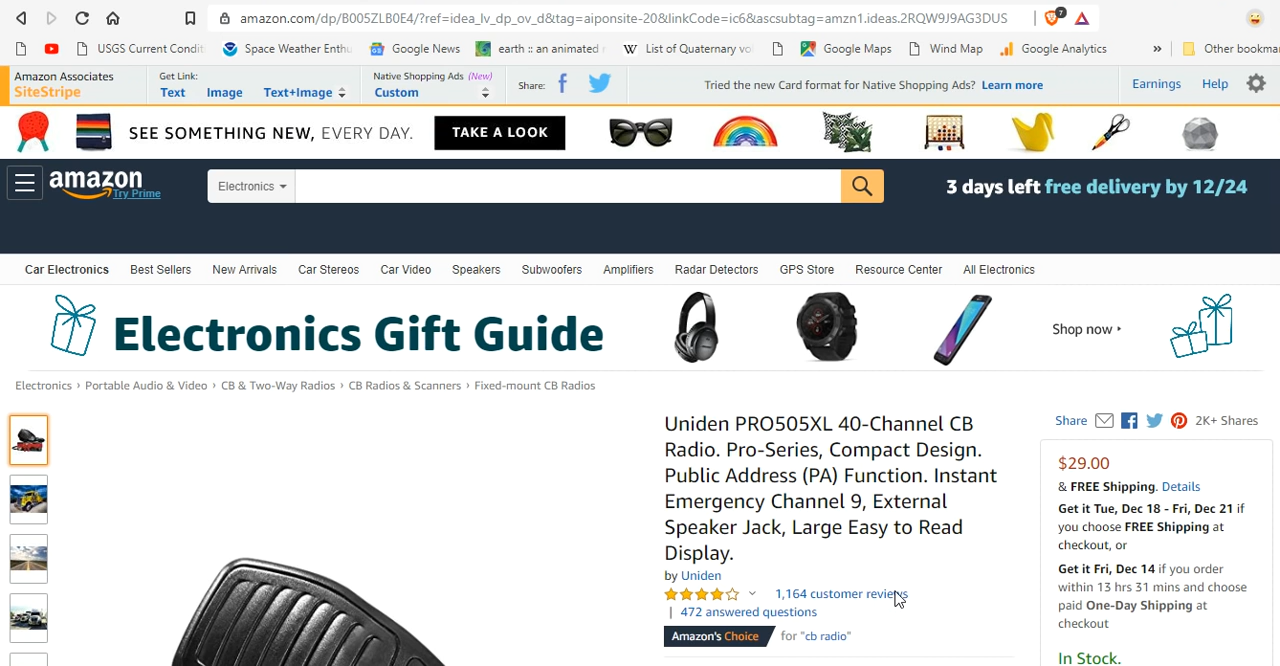 amazon.com/dp/B005ZLB0E4/?ref=idea_lv_dp_ov_d&tag=aiponsite-20&linkCode=ic6&ascsubtag=amzn1.ideas.2RQW9J9AG3DUS
7
USGS Current Condit
Space Weather Enthu
Google News
earth :: an animated
List of Quaternary vo
Google Maps
Wind Map
Google Analytics
»
Other bookma
Amazon Associates
SiteStripe
Get Link:
Text
Image
Text+Image
Native Shopping Ads (New)
Custom
Share:
Tried the new Card format for Native Shopping Ads? Learn more
Earnings
Help
SEE SOMETHING NEW, EVERY DAY.
TAKE A LOOK
amazon
Try Prime
Electronics
3 days left free delivery by 12/24
Car Electronics
Best Sellers
New Arrivals
Car Stereos
Car Video
Speakers
Subwoofers
Amplifiers
Radar Detectors
GPS Store
Resource Center
All Electronics
Electronics Gift Guide
Shop now ›
Electronics › Portable Audio & Video › CB & Two-Way Radios › CB Radios & Scanners › Fixed-mount CB Radios
Uniden PRO505XL 40-Channel CB
Radio. Pro-Series, Compact Design.
Public Address (PA) Function. Instant
Emergency Channel 9, External
Speaker Jack, Large Easy to Read
Display.
by Uniden
1,164 customer reviews
| 472 answered questions
Amazon's Choice for "cb radio"
Share
2K+ Shares
$29.00
& FREE Shipping. Details
Get it Tue, Dec 18 - Fri, Dec 21 if
you choose FREE Shipping at
checkout, or
Get it Fri, Dec 14 if you order
within 13 hrs 31 mins and choose
paid One-Day Shipping at
checkout
In Stock.